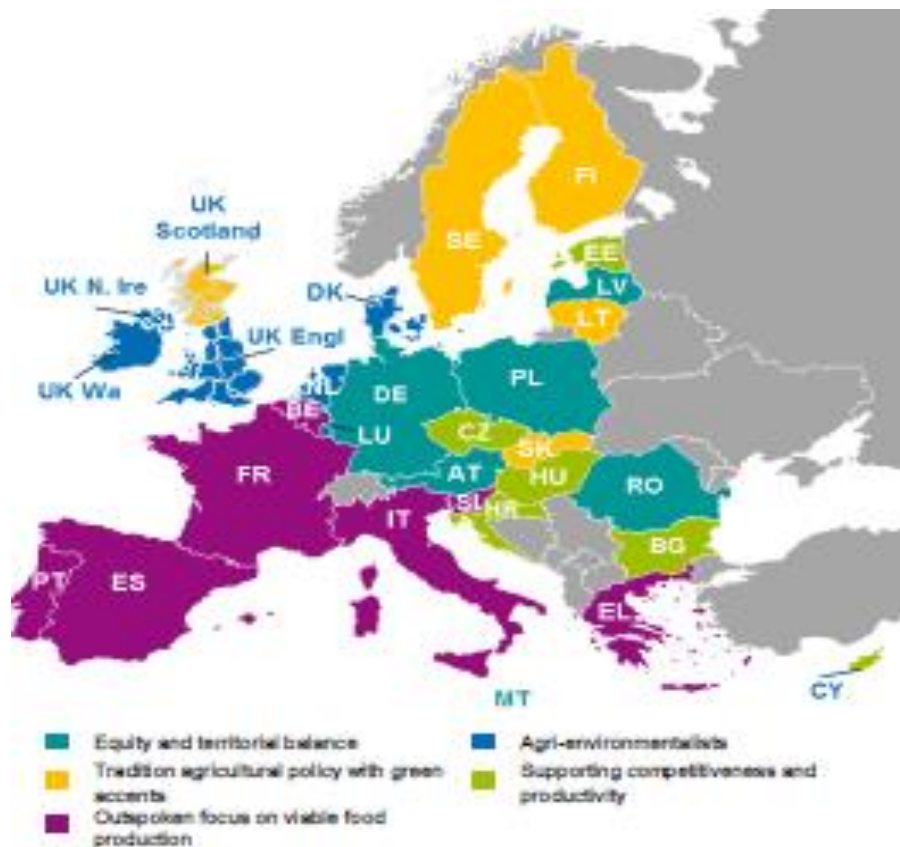 UK
Scotland
FI
SE
EE
UK N. Ire
DK
LV
LT
UK Engl
UK Wa
NL
PL
DE
BE
LU
CZ
SK
FR
AT
HU
RO
SL
HR
IT
BG
PT
ES
EL
MT
CY
Equity and territorial balance
Agri-environmentalists
Tradition agricultural policy with green
accents
Supporting competitiveness and
productivity
Outspoken focus on viable food
production